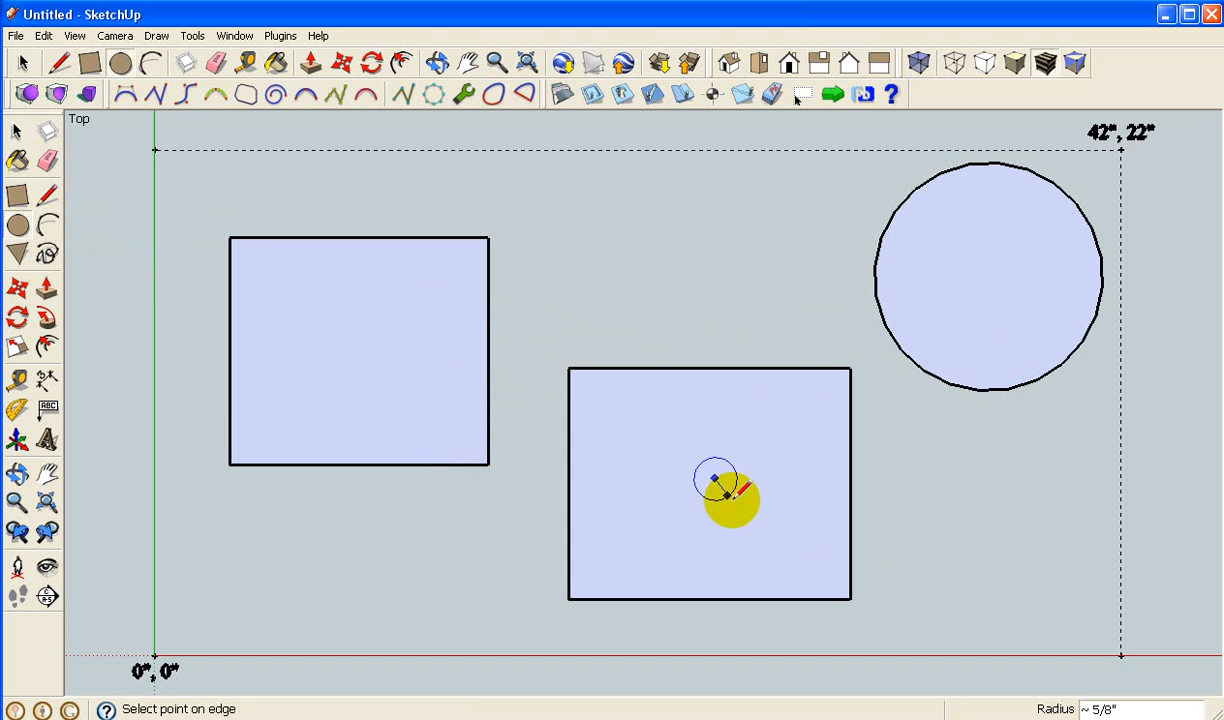 Untitled - SketchUp
File Edit View Camera Draw Tools Window Plugins Help
Top
42", 22"
ABC
0", 0"
Select point on edge
Radius ~ 5/8"